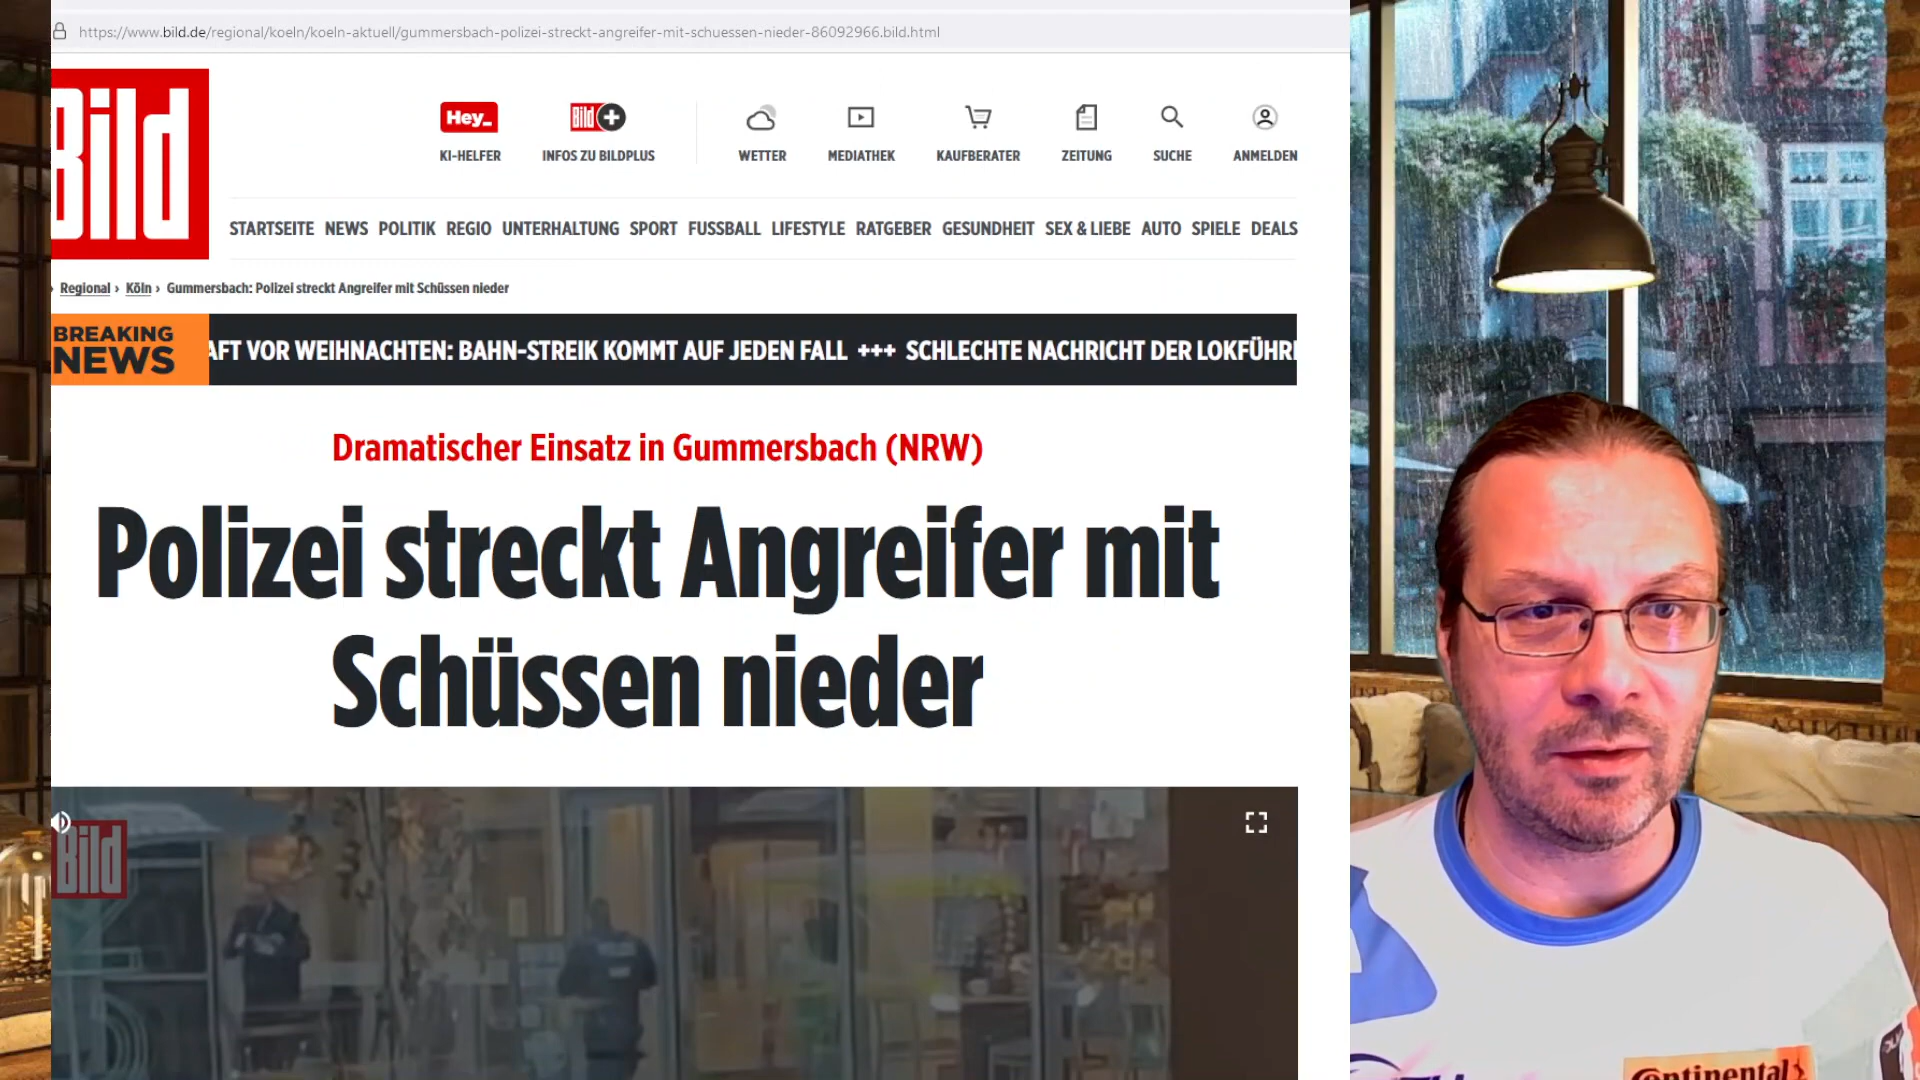 https://www.bild.de/regional/koeln/koeln-aktuell/gummersbach-polizei-streckt-angreifer-mit-schuessen-nieder-86092966.bild.html
Bild
Hey_
Bild+
KI-HELFER INFOS ZU BILDPLUS WETTER MEDIATHEK KAUFBERATER ZEITUNG SUCHE ANMELDEN
STARTSEITE NEWS POLITIK REGIO UNTERHALTUNG SPORT FUSSBALL LIFESTYLE RATGEBER GESUNDHEIT SEX & LIEBE AUTO SPIELE DEALS
› Regional › Köln › Gummersbach: Polizei streckt Angreifer mit Schüssen nieder
BREAKING
NEWS
AFT VOR WEIHNACHTEN: BAHN-STREIK KOMMT AUF JEDEN FALL +++ SCHLECHTE NACHRICHT DER LOKFÜHR
Dramatischer Einsatz in Gummersbach (NRW)
Polizei streckt Angreifer mit
Schüssen nieder
Bild
Continental